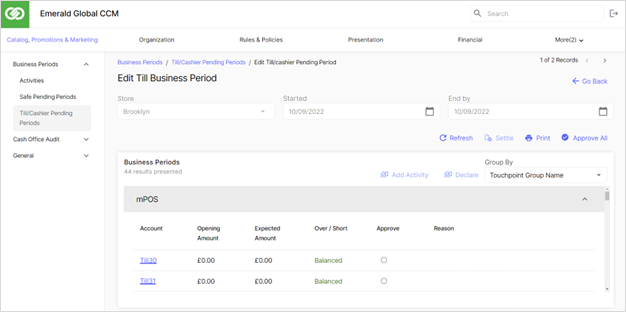 Emerald Global CCM
Search
Catalog, Promotions & Marketing
Organization
Rules & Policies
Presentation
Financial
More(2)
Business Periods
Activities
Safe Pending Periods
Till/Cashier Pending
Periods
Cash Office Audit
General
Business Periods / Till/Cashier Pending Periods / Edit Till/cashier Pending Period
1 of 2 Records
Edit Till Business Period
Go Back
Store
Brooklyn
Started
10/09/2022
End by
10/09/2022
Refresh
Settle
Print
Approve All
Business Periods
44 results presented
Add Activity
Declare
Group By
Touchpoint Group Name
mPOS
Account
Opening
Amount
Expected
Amount
Over / Short
Approve
Reason
Till30
£0.00
£0.00
Balanced
Till31
£0.00
£0.00
Balanced